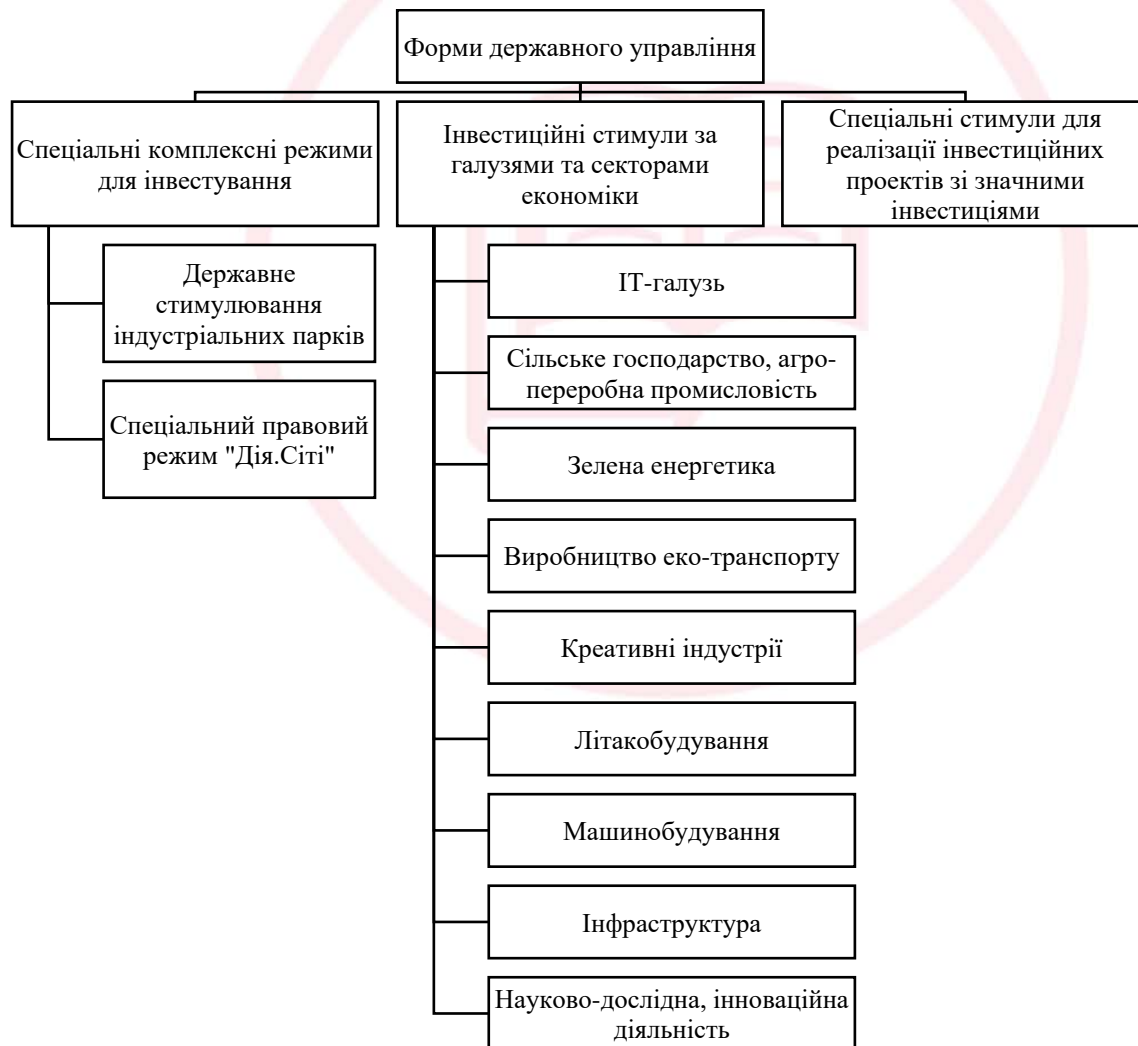 Форми державного управління
Спеціальні комплексні режими
для інвестування
Державне
стимулювання
індустріальних парків
Спеціальний правовий
режим "Дія.Сіті"
Інвестиційні стимули за
галузями та секторами
економіки
ІТ-галузь
Сільське господарство, агро-
переробна промисловість
Зелена енергетика
Виробництво еко-транспорту
Креативні індустрії
Літакобудування
Машинобудування
Інфраструктура
Науково-дослідна, інноваційна
діяльність
Спеціальні стимули для
реалізації інвестиційних
проектів зі значними
інвестиціями